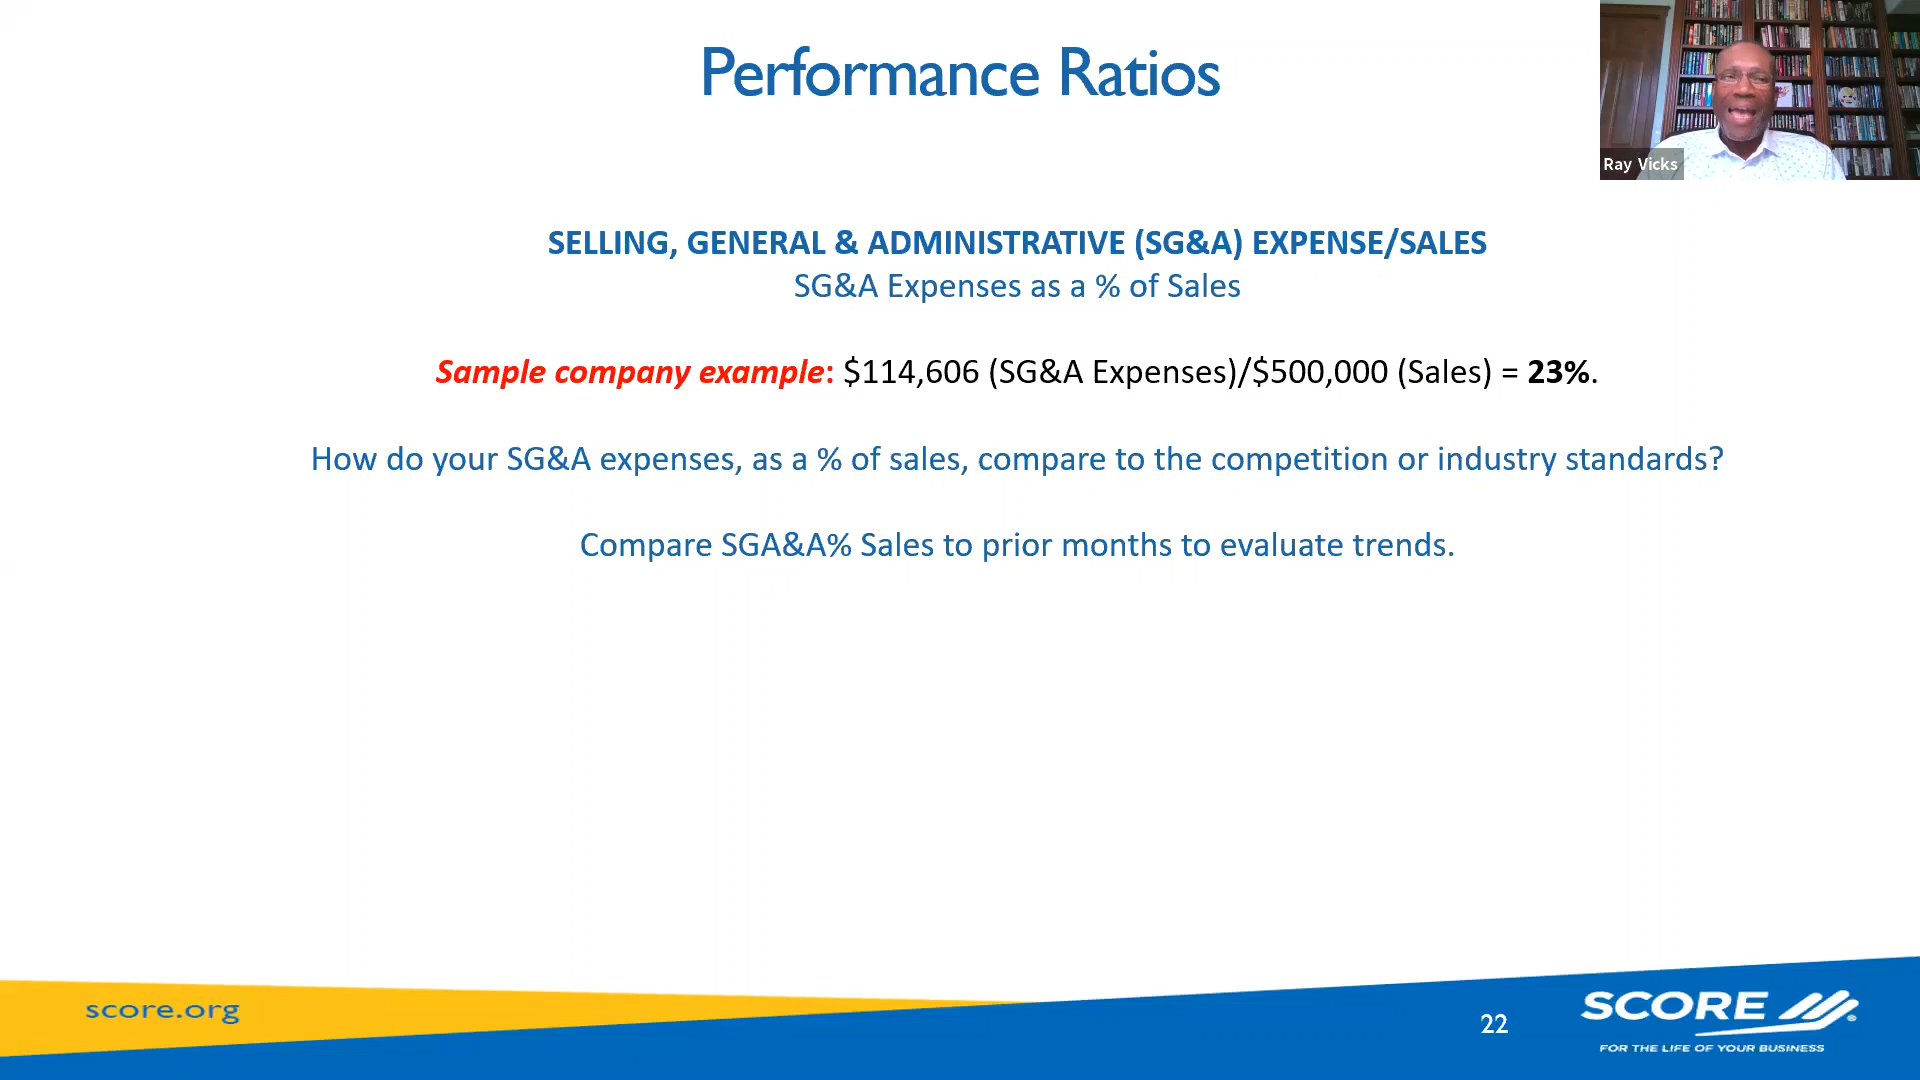 Performance Ratios
Ray Vicks
SELLING, GENERAL & ADMINISTRATIVE (SG&A) EXPENSE/SALES
SG&A Expenses as a % of Sales
Sample company example: $114,606 (SG&A Expenses)/$500,000 (Sales) = 23%.
How do your SG&A expenses, as a % of sales, compare to the competition or industry standards?
Compare SGA&A% Sales to prior months to evaluate trends.
score.org
22
SCORE
®
FOR THE LIFE OF YOUR BUSINESS